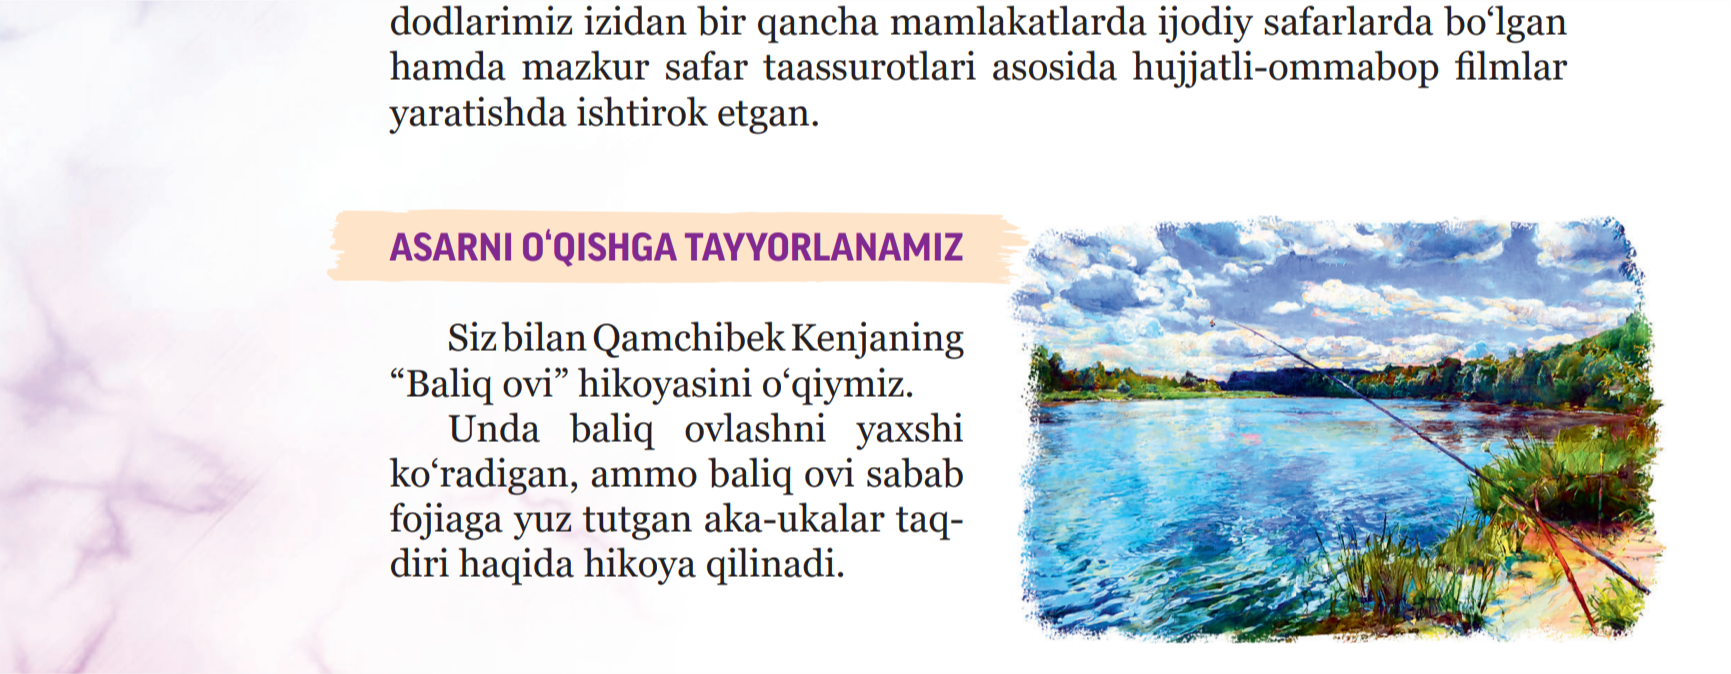 dodlarimiz izidan bir qancha mamlakatlarda ijodiy safarlarda bo‘lgan
hamda mazkur safar taassurotlari asosida hujjatli-ommabop filmlar
yaratishda ishtirok etgan.
ASARNI O‘QISHGA TAYYORLANAMIZ
Siz bilan Qamchibek Kenjaning
“Baliq ovi” hikoyasini o‘qiymiz.
Unda baliq ovlashni yaxshi
ko‘radigan, ammo baliq ovi sabab
fojiaga yuz tutgan aka-ukalar taq-
diri haqida hikoya qilinadi.